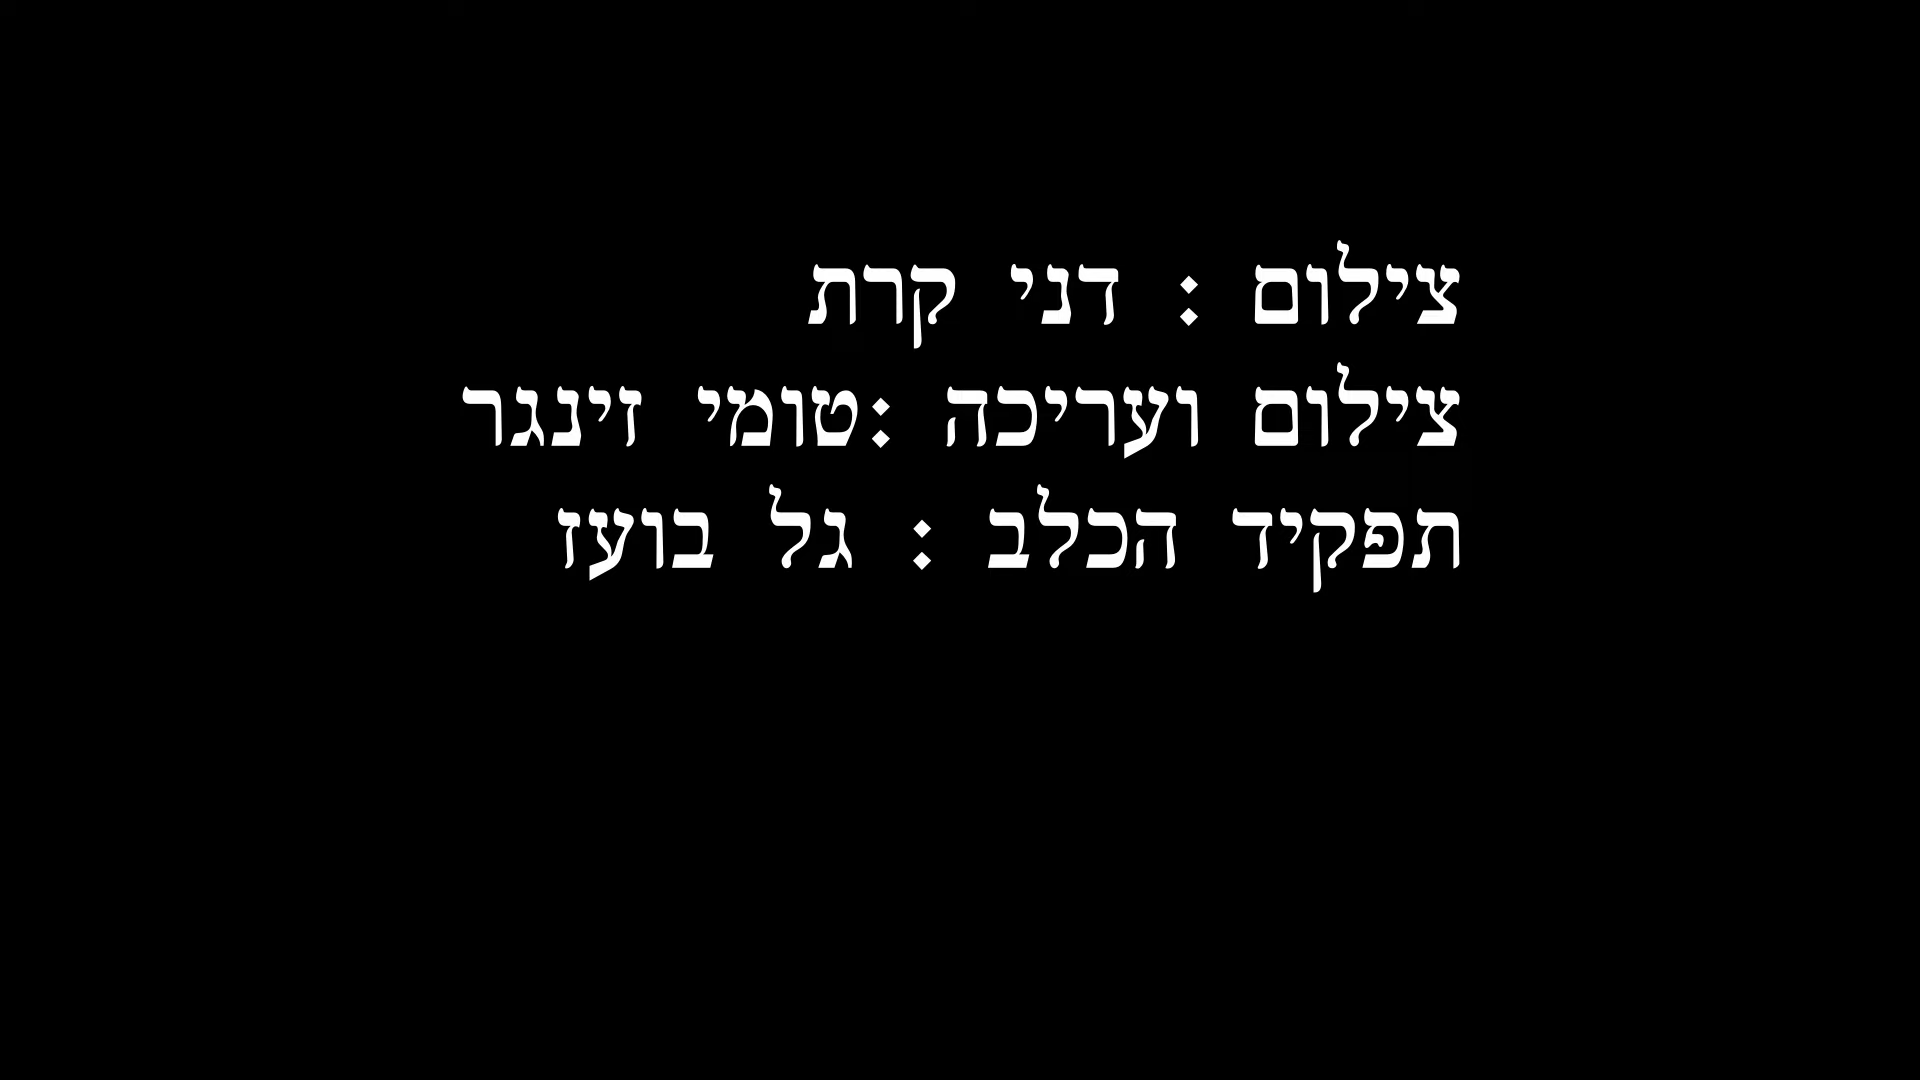 צילום : דני קרת
צילום ועריכה :טומי זינגר
תפקיד הכלב : גל בועז